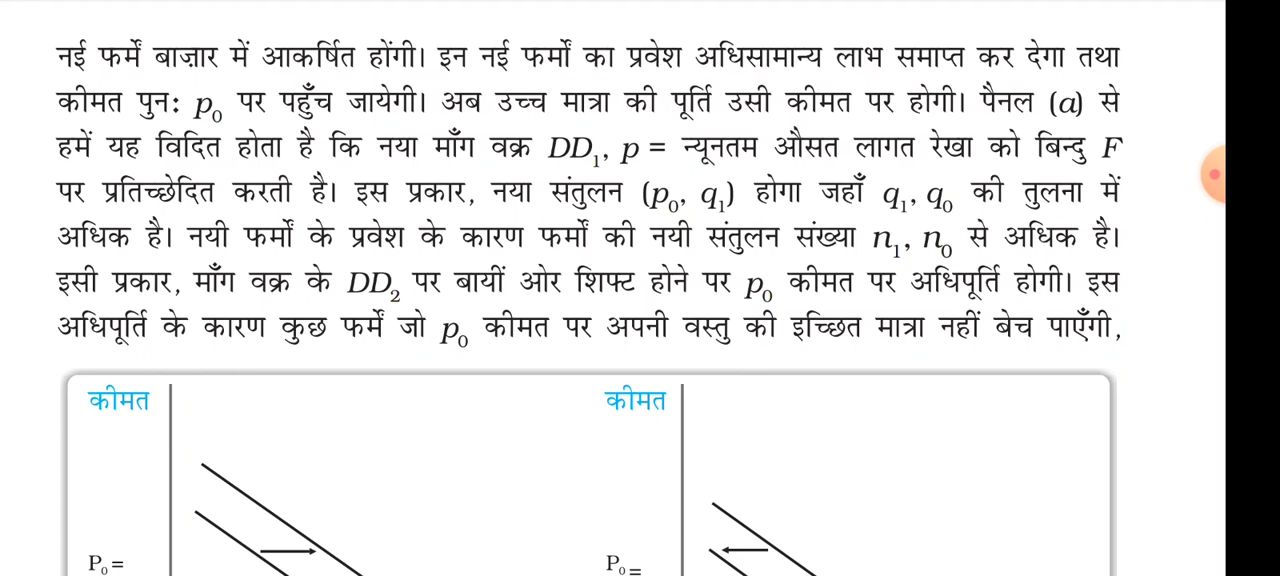 नई फर्में बाज़ार में आकर्षित होंगी। इन नई फर्मों का प्रवेश अधिसामान्य लाभ समाप्त कर देगा तथा
कीमत पुन: p₀ पर पहुँच जायेगी। अब उच्च मात्रा की पूर्ति उसी कीमत पर होगी। पैनल (a) से
हमें यह विदित होता है कि नया माँग वक्र DD₁, p = न्यूनतम औसत लागत रेखा को बिन्दु F
पर प्रतिच्छेदित करती है। इस प्रकार, नया संतुलन (p₀, q₁) होगा जहाँ q₁, q₀ की तुलना में
अधिक है। नयी फर्मों के प्रवेश के कारण फर्मों की नयी संतुलन संख्या n₁, n₀ से अधिक है।
इसी प्रकार, माँग वक्र के DD₂ पर बायीं ओर शिफ्ट होने पर p₀ कीमत पर अधिपूर्ति होगी। इस
अधिपूर्ति के कारण कुछ फर्में जो p₀ कीमत पर अपनी वस्तु की इच्छित मात्रा नहीं बेच पाएँगी,
कीमत कीमत
P₀= P₀=